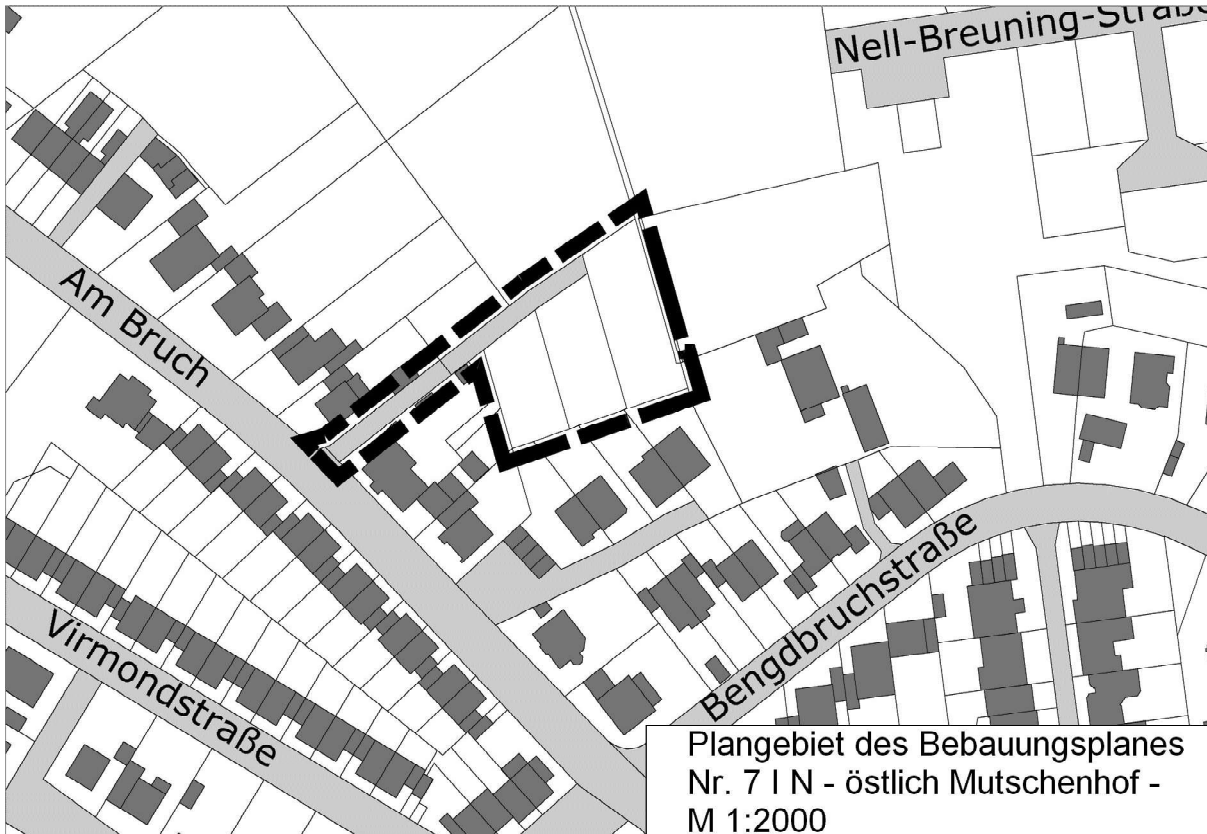 Nell-Breuning-Straße
Am Bruch
Virmondstraße
Bengdbruchstraße
Plangebiet des Bebauungsplanes
Nr. 7 I N - östlich Mutschenhof -
M 1:2000